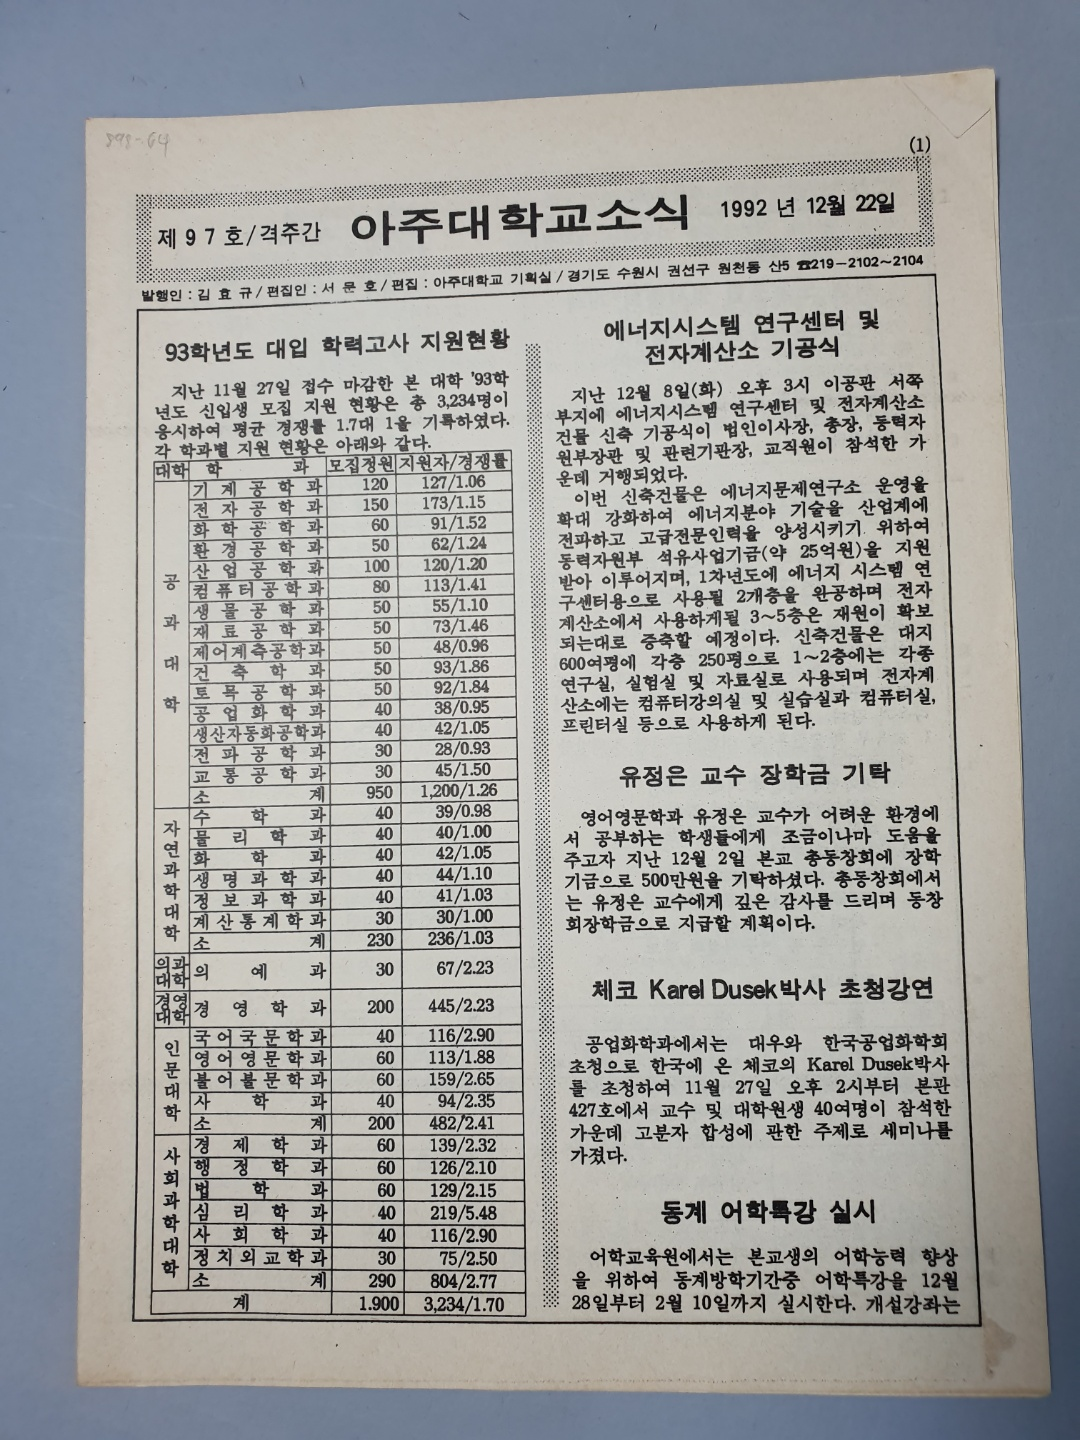 898-64
(1)
제 9 7 호/격주간 아주대학교소식 1992 년 12월 22일
발행인 : 김 효 규 / 편집인 : 서 문 호 / 편집 : 아주대학교 기획실 / 경기도 수원시 권선구 원천동 산5 ☎219-2102~2104
93학년도 대입 학력고사 지원현황
지난 11월 27일 접수 마감한 본 대학 '93학
년도 신입생 모집 지원 현황은 총 3,234명이
응시하여 평균 경쟁률 1.7대 1을 기록하였다.
각 학과별 지원 현황은 아래와 같다.
대학 학 과 모집정원 지원자/경쟁률
공 과 대 학
기 계 공 학 과 120 127/1.06
전 자 공 학 과 150 173/1.15
화 학 공 학 과 60 91/1.52
환 경 공 학 과 50 62/1.24
산 업 공 학 과 100 120/1.20
컴 퓨 터 공 학 과 80 113/1.41
생 물 공 학 과 50 55/1.10
재 료 공 학 과 50 73/1.46
제어계측공학과 50 48/0.96
건 축 학 과 50 93/1.86
토 목 공 학 과 50 92/1.84
공 업 화 학 과 40 38/0.95
생산자동화공학과 40 42/1.05
전 파 공 학 과 30 28/0.93
교 통 공 학 과 30 45/1.50
소 계 950 1,200/1.26
자 연 과 학 대 학
수 학 과 40 39/0.98
물 리 학 과 40 40/1.00
화 학 과 40 42/1.05
생 명 과 학 과 40 44/1.10
정 보 과 학 과 40 41/1.03
계 산 통 계 학 과 30 30/1.00
소 계 230 236/1.03
의과대학 의 예 과 30 67/2.23
경영대학 경 영 학 과 200 445/2.23
인 문 대 학
국 어 국 문 학 과 40 116/2.90
영 어 영 문 학 과 60 113/1.88
불 어 불 문 학 과 60 159/2.65
사 학 과 40 94/2.35
소 계 200 482/2.41
사 회 과 학 대 학
경 제 학 과 60 139/2.32
행 정 학 과 60 126/2.10
법 학 과 60 129/2.15
심 리 학 과 40 219/5.48
사 회 학 과 40 116/2.90
정 치 외 교 학 과 30 75/2.50
소 계 290 804/2.77
계 1.900 3,234/1.70
에너지시스템 연구센터 및
전자계산소 기공식
지난 12월 8일(화) 오후 3시 이공관 서쪽
부지에 에너지시스템 연구센터 및 전자계산소
건물 신축 기공식이 법인이사장, 총장, 동력자
원부장관 및 관련기관장, 교직원이 참석한 가
운데 거행되었다.
이번 신축건물은 에너지문제연구소 운영을
확대 강화하여 에너지분야 기술을 산업계에
전파하고 고급전문인력을 양성시키기 위하여
동력자원부 석유사업기금(약 25억원)을 지원
받아 이루어지며, 1차년도에 에너지 시스템 연
구센터용으로 사용될 2개층을 완공하며 전자
계산소에서 사용하게될 3~5층은 재원이 확보
되는대로 증축할 예정이다. 신축건물은 대지
600여평에 각층 250평으로 1~2층에는 각종
연구실, 실험실 및 자료실로 사용되며 전자계
산소에는 컴퓨터강의실 및 실습실과 컴퓨터실,
프린터실 등으로 사용하게 된다.
유정은 교수 장학금 기탁
영어영문학과 유정은 교수가 어려운 환경에
서 공부하는 학생들에게 조금이나마 도움을
주고자 지난 12월 2일 본교 총동창회에 장학
기금으로 500만원을 기탁하셨다. 총동창회에서
는 유정은 교수에게 깊은 감사를 드리며 동창
회장학금으로 지급할 계획이다.
체코 Karel Dusek박사 초청강연
공업화학과에서는 대우와 한국공업화학회
초청으로 한국에 온 체코의 Karel Dusek박사
를 초청하여 11월 27일 오후 2시부터 본관
427호에서 교수 및 대학원생 40여명이 참석한
가운데 고분자 합성에 관한 주제로 세미나를
가졌다.
동계 어학특강 실시
어학교육원에서는 본교생의 어학능력 향상
을 위하여 동계방학기간중 어학특강을 12월
28일부터 2월 10일까지 실시한다. 개설강좌는